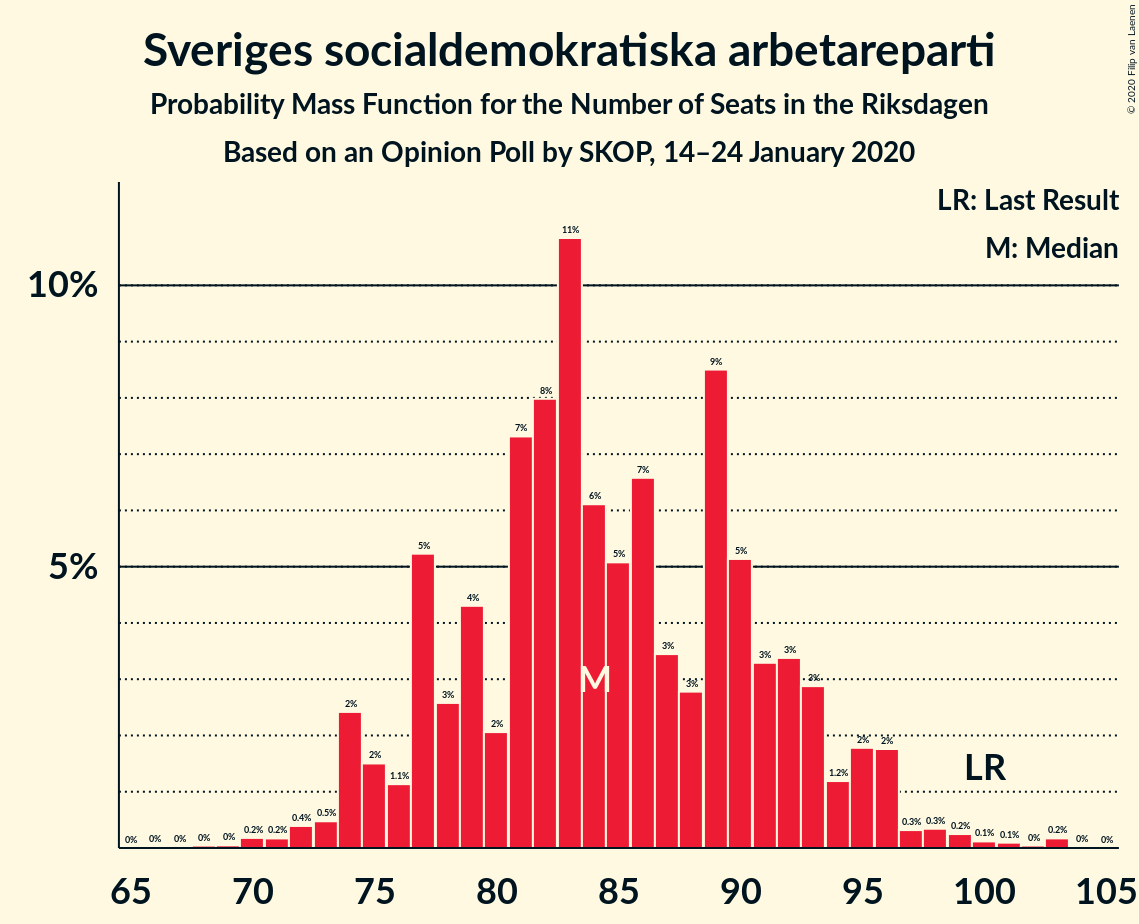 Sveriges socialdemokratiska arbetareparti
Probability Mass Function for the Number of Seats in the Riksdagen
Based on an Opinion Poll by SKOP, 14–24 January 2020
© 2020 Filip van Laenen
LR: Last Result
M: Median
10%
5%
0% 0% 0% 0% 0% 0.2% 0.2% 0.4% 0.5% 2% 2% 1.1% 5% 3% 4% 2% 7% 8% 11% 6% 5% 7% 3% 3% 9% 5% 3% 3% 3% 1.2% 2% 2% 0.3% 0.3% 0.2% 0.1% 0.1% 0% 0.2% 0% 0%
M
LR
65 70 75 80 85 90 95 100 105